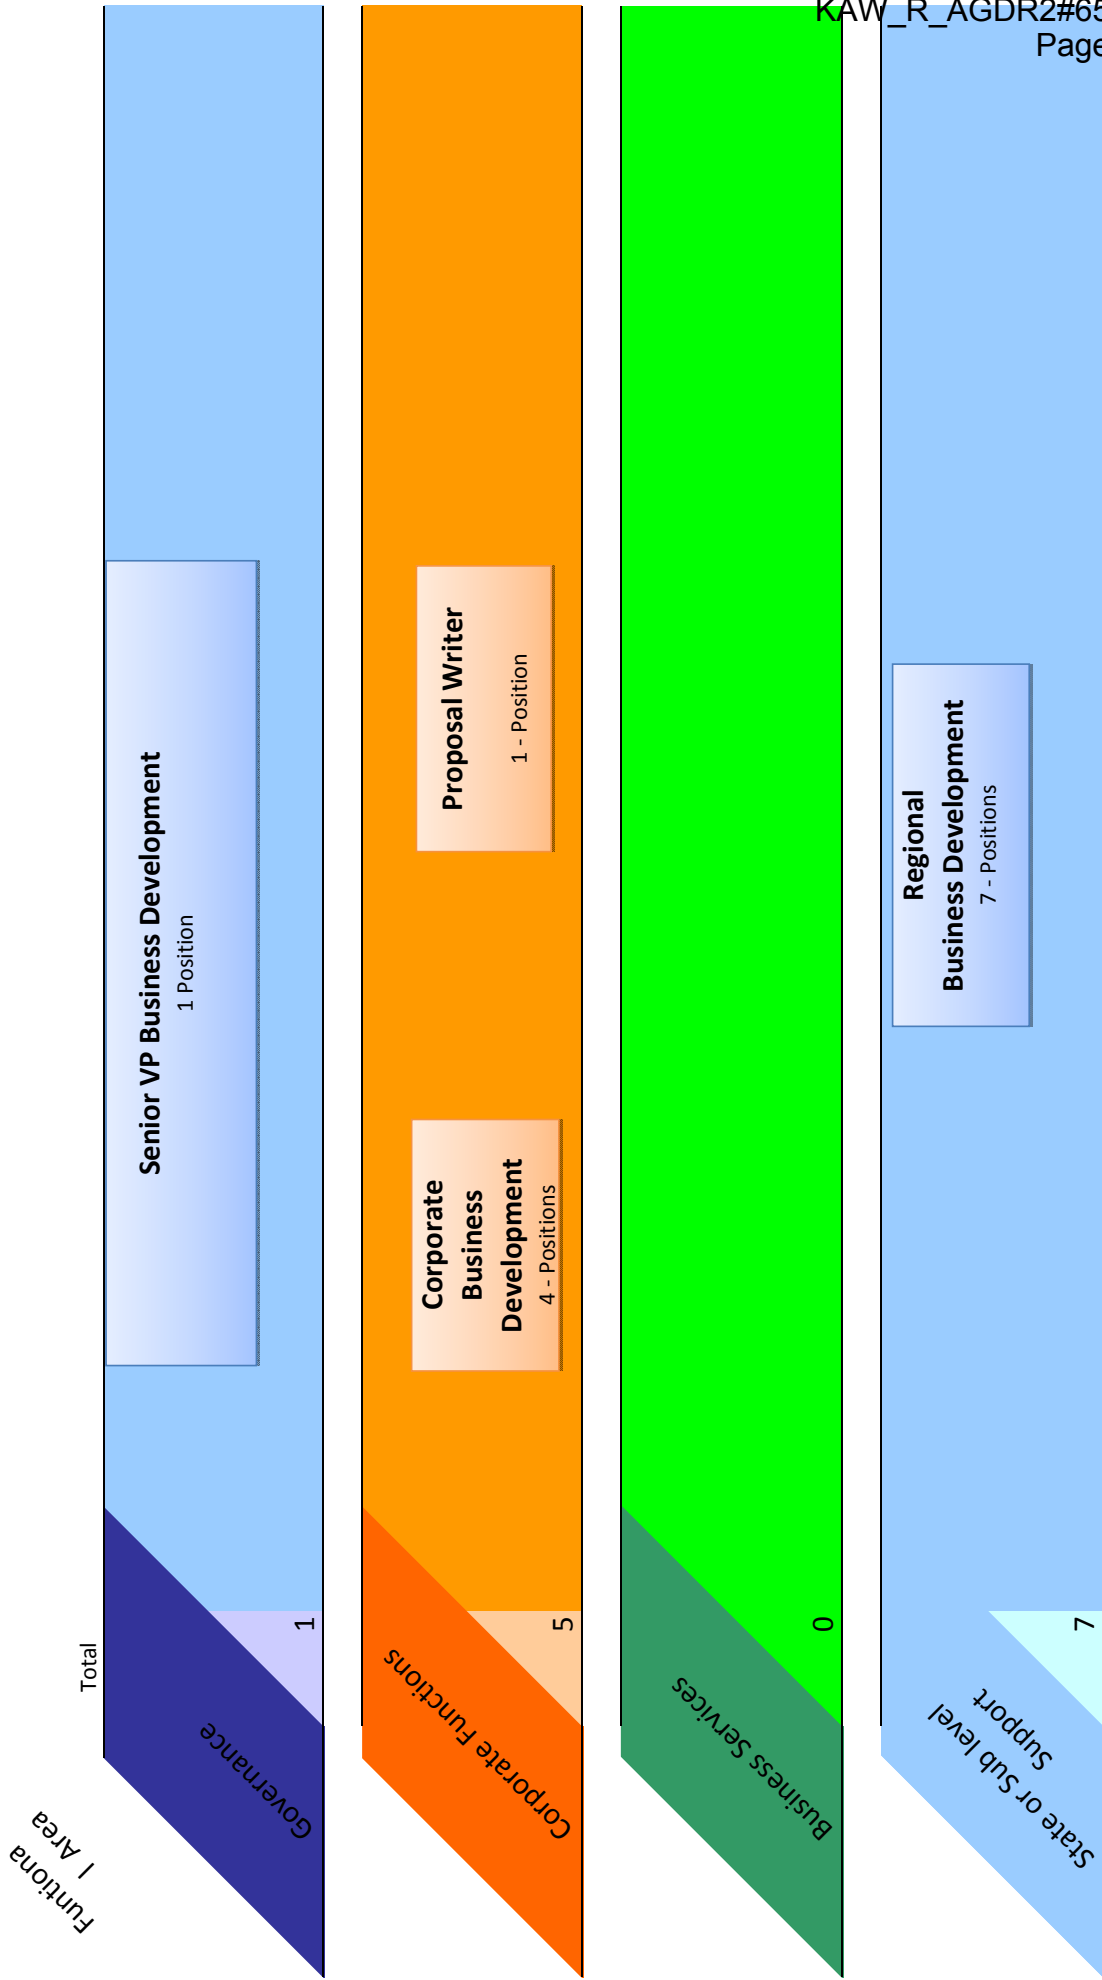 KAW_R_AGDR2#65
Page
Funtiona
l Area
Total
Governance
1
Senior VP Business Development
1 Position
Corporate Functions
5
Corporate
Business
Development
4 - Positions
Proposal Writer
1 - Position
Business Services
0
State or Sub level
Support
7
Regional
Business Development
7 - Positions